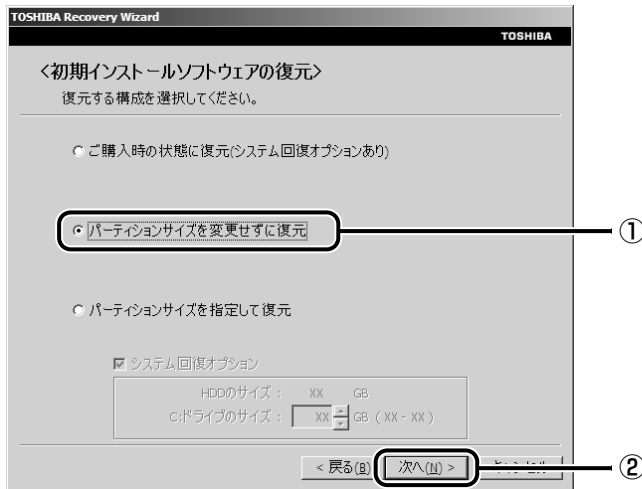 TOSHIBA Recovery Wizard
TOSHIBA
<初期インストールソフトウェアの復元>
復元する構成を選択してください。
ご購入時の状態に復元(システム回復オプションあり)
パーティションサイズを変更せずに復元
①
パーティションサイズを指定して復元
システム回復オプション
HDDのサイズ： XX GB
C:ドライブのサイズ： XX GB ( XX - XX )
< 戻る(B) 次へ(N) > キャンセル
②